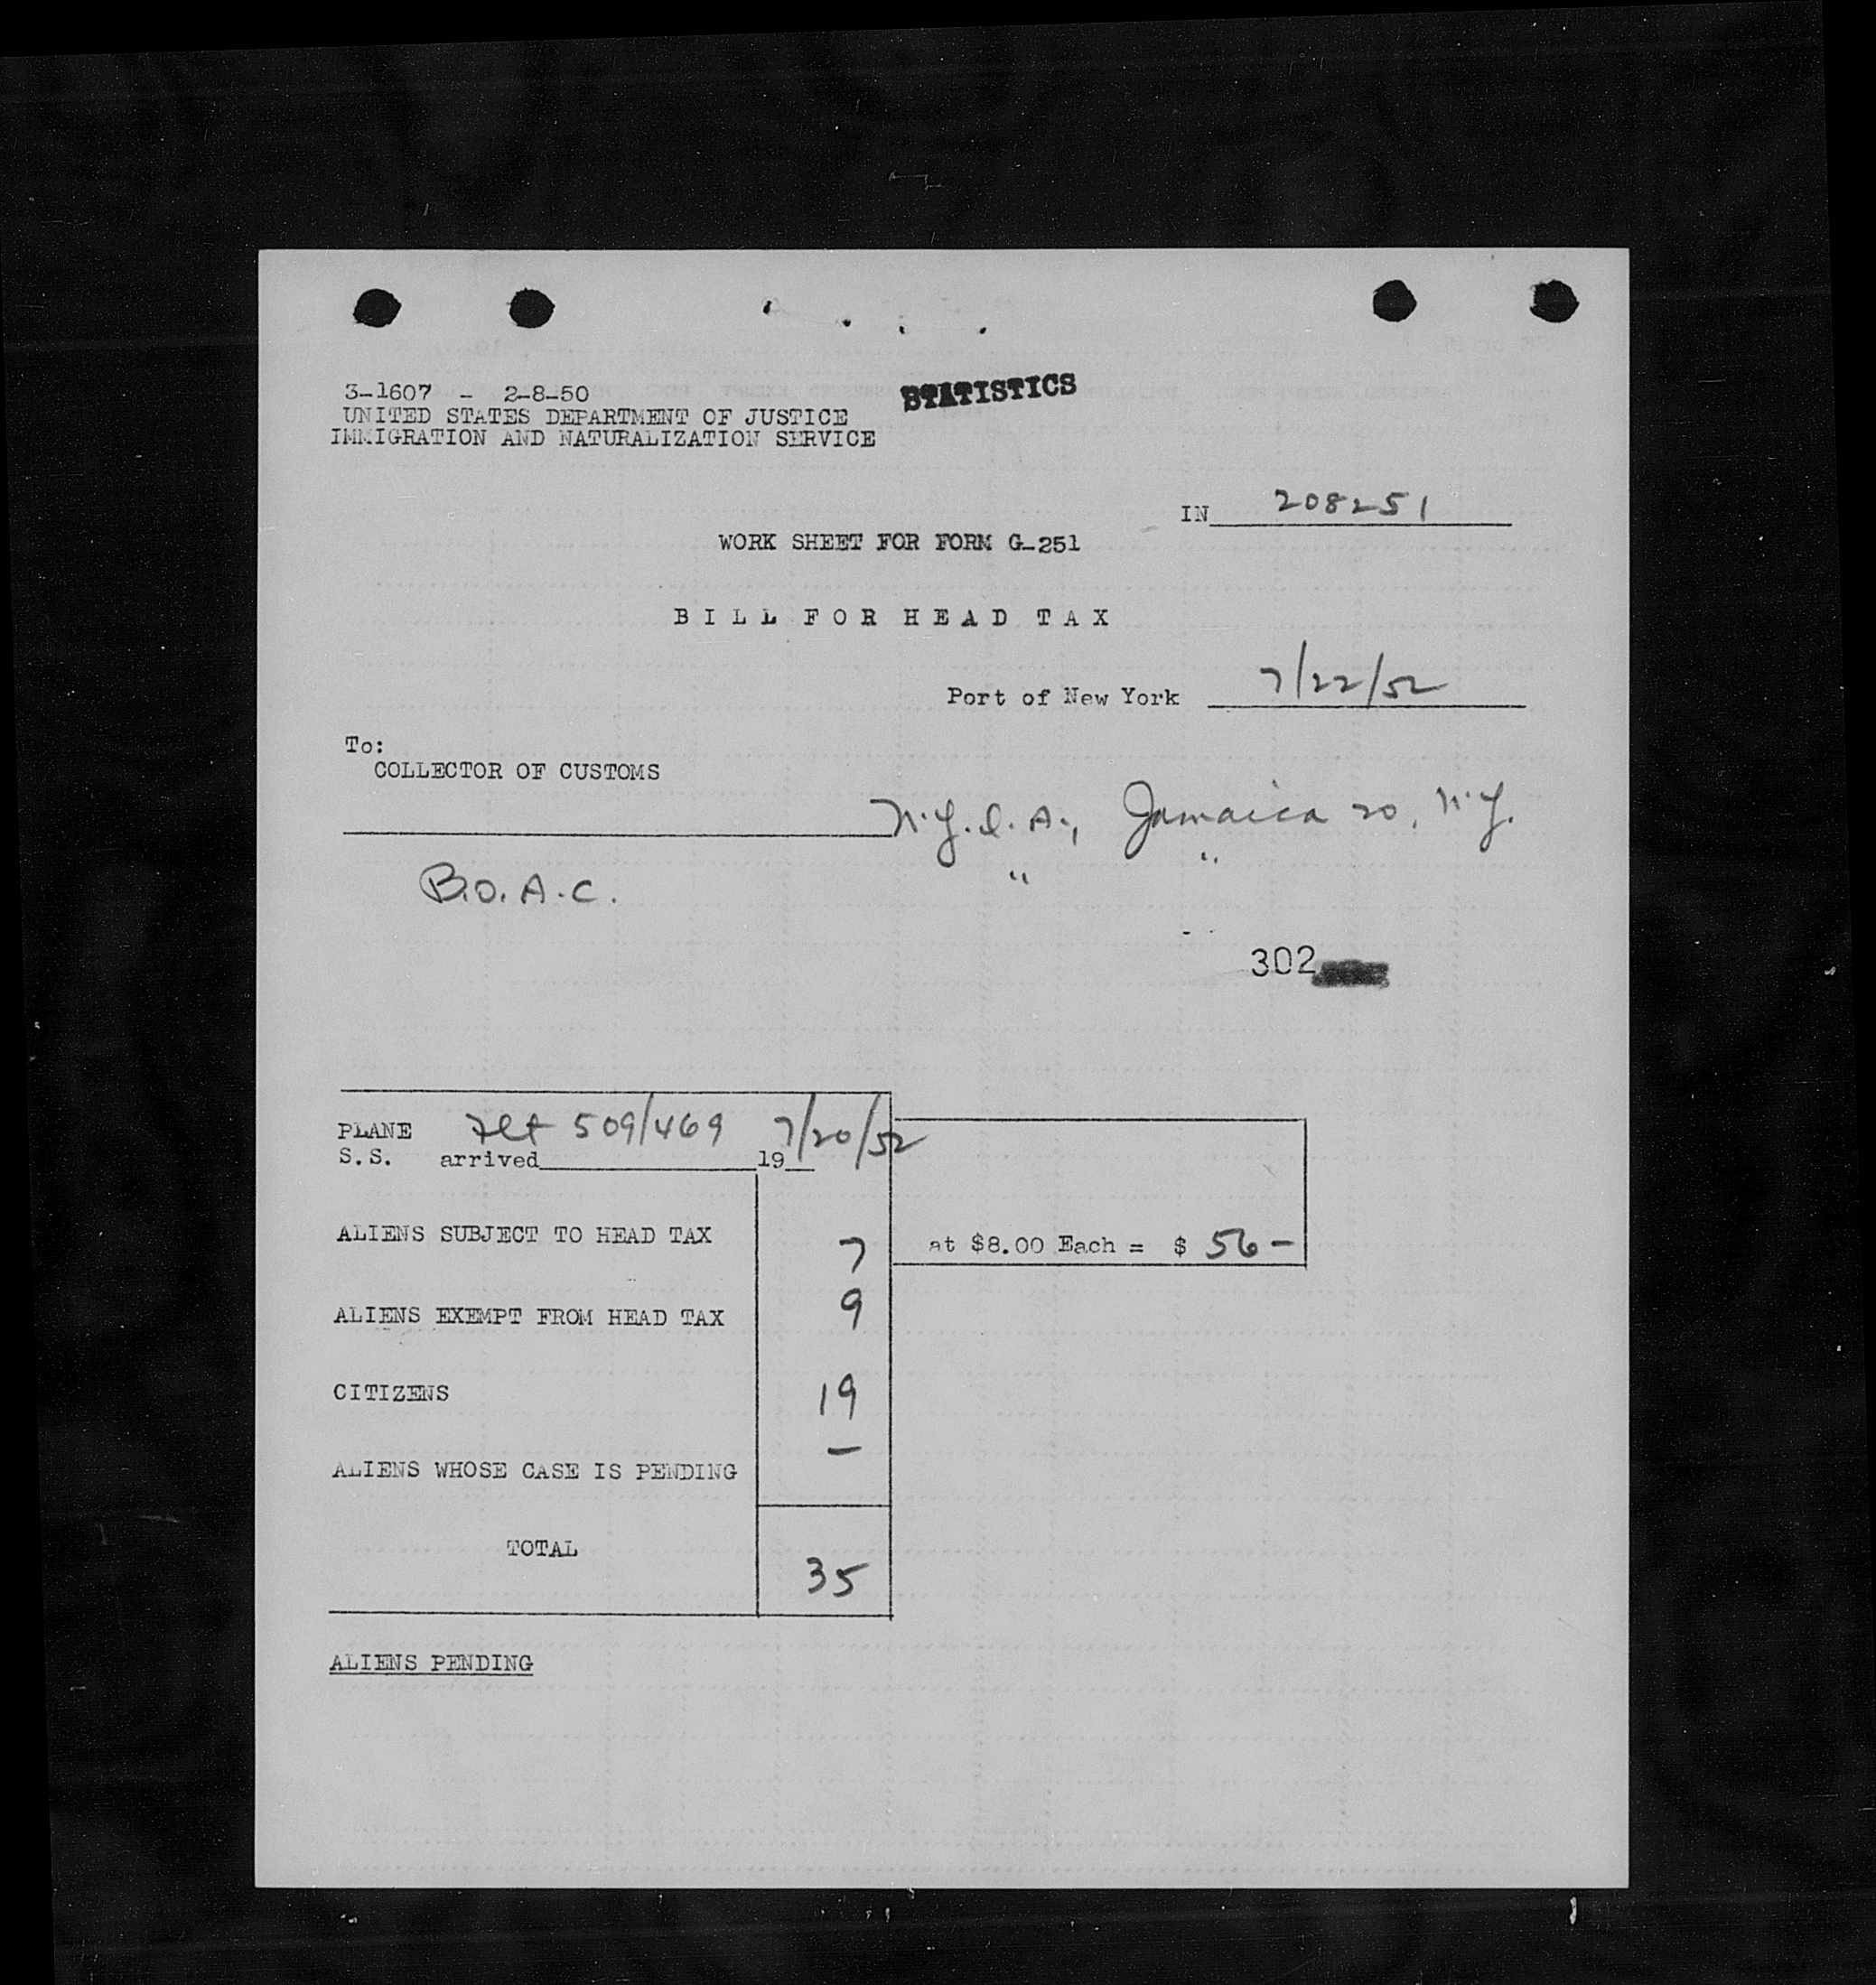 3-1607 - 2-8-50
STATISTICS
UNITED STATES DEPARTMENT OF JUSTICE
IMMIGRATION AND NATURALIZATION SERVICE
IN 208251
WORK SHEET FOR FORM G-251
BILL FOR HEAD TAX
Port of New York 7/22/52
To:
COLLECTOR OF CUSTOMS
N.Y.I.A., Jamaica 20, N.Y.
B.O.A.C. " "
302
PLANE Flt 509/469 7/20/52
S.S. arrived 19
ALIENS SUBJECT TO HEAD TAX 7 at $8.00 Each = $ 56 -
ALIENS EXEMPT FROM HEAD TAX 9
CITIZENS 19
ALIENS WHOSE CASE IS PENDING -
TOTAL 35
ALIENS PENDING